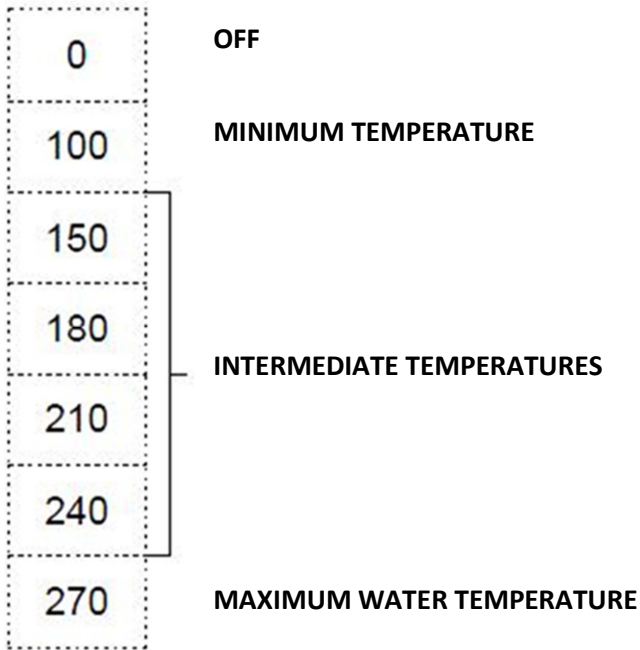 0 OFF
100 MINIMUM TEMPERATURE
150
180
INTERMEDIATE TEMPERATURES
210
240
270 MAXIMUM WATER TEMPERATURE